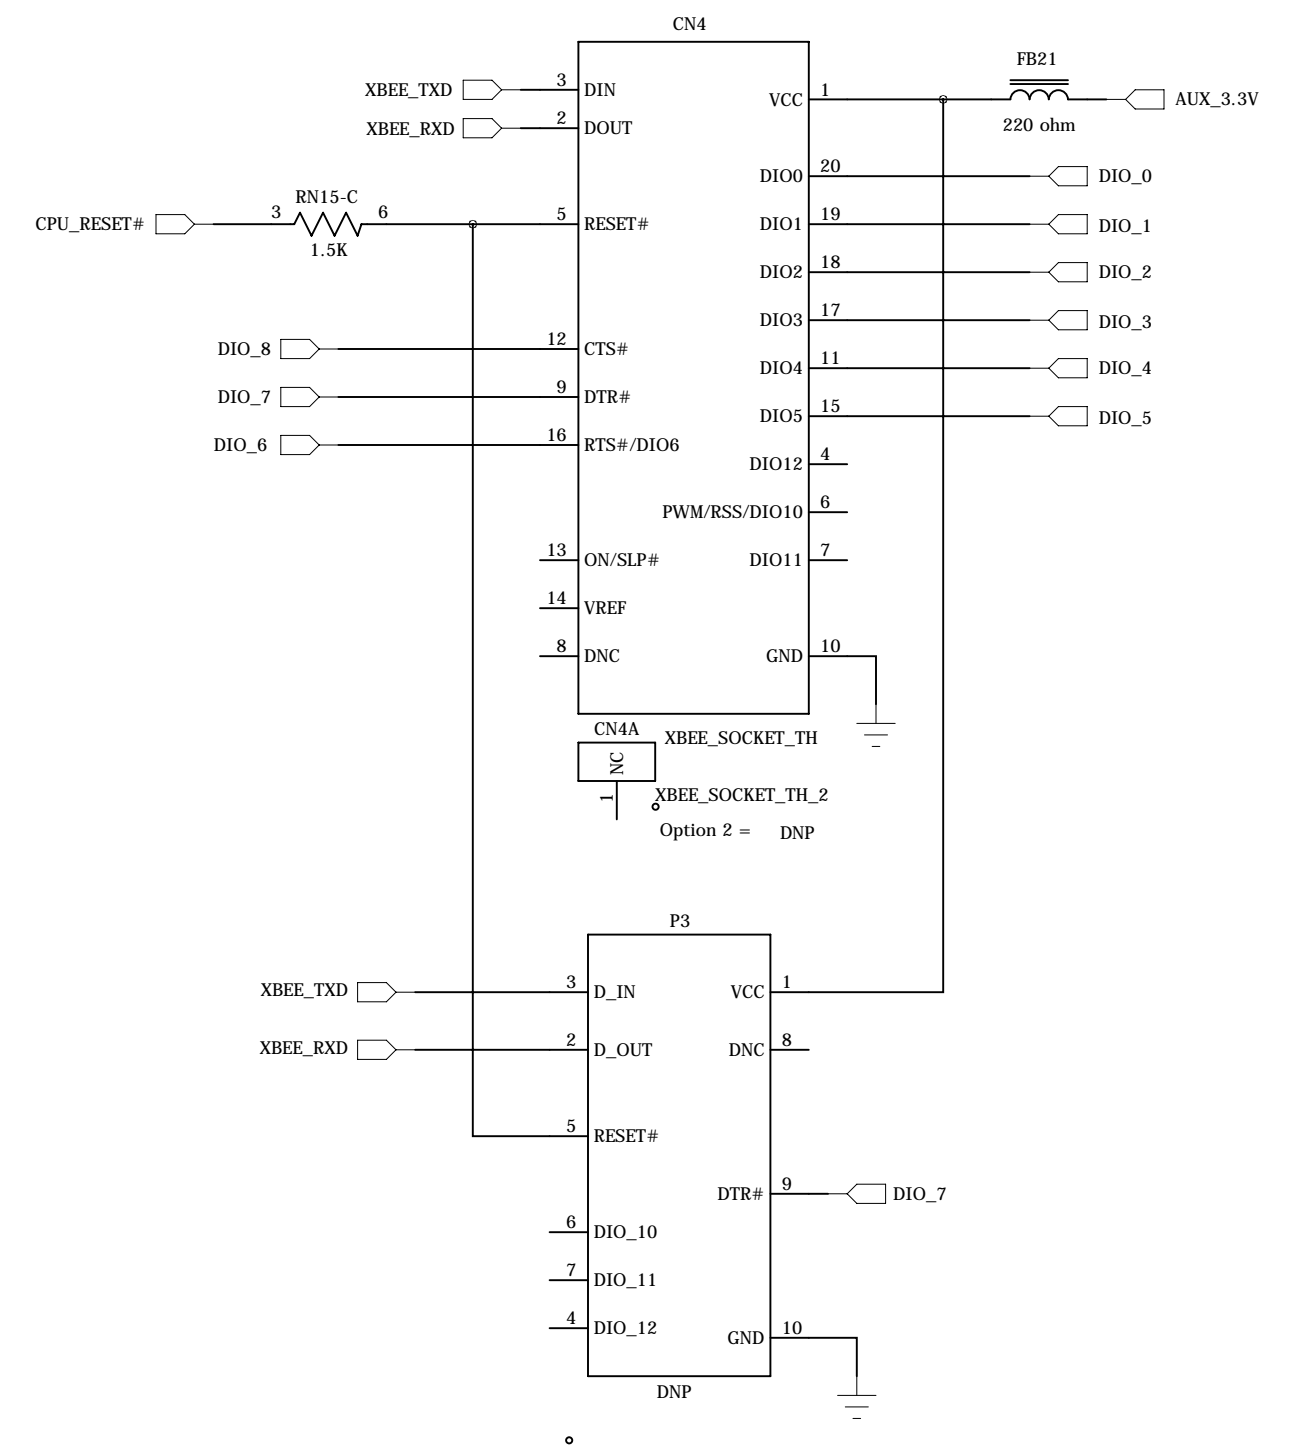 CN4
FB21
XBEE_TXD 3 DIN
VCC 1 AUX_3.3V
XBEE_RXD 2 DOUT
220 ohm
DIO0 20 DIO_0
RN15-C
CPU_RESET# 3 6 5 RESET#
DIO1 19 DIO_1
1.5K
DIO2 18 DIO_2
DIO3 17 DIO_3
DIO_8 12 CTS#
DIO4 11 DIO_4
DIO_7 9 DTR#
DIO5 15 DIO_5
DIO_6 16 RTS#/DIO6
DIO12 4
PWM/RSS/DIO10 6
13 ON/SLP#
DIO11 7
14 VREF
8 DNC
GND 10
CN4A
XBEE_SOCKET_TH
NC
1
XBEE_SOCKET_TH_2
Option 2 = DNP
P3
XBEE_TXD 3 D_IN
VCC 1
XBEE_RXD 2 D_OUT
DNC 8
5 RESET#
DTR# 9 DIO_7
6 DIO_10
7 DIO_11
4 DIO_12
GND 10
DNP